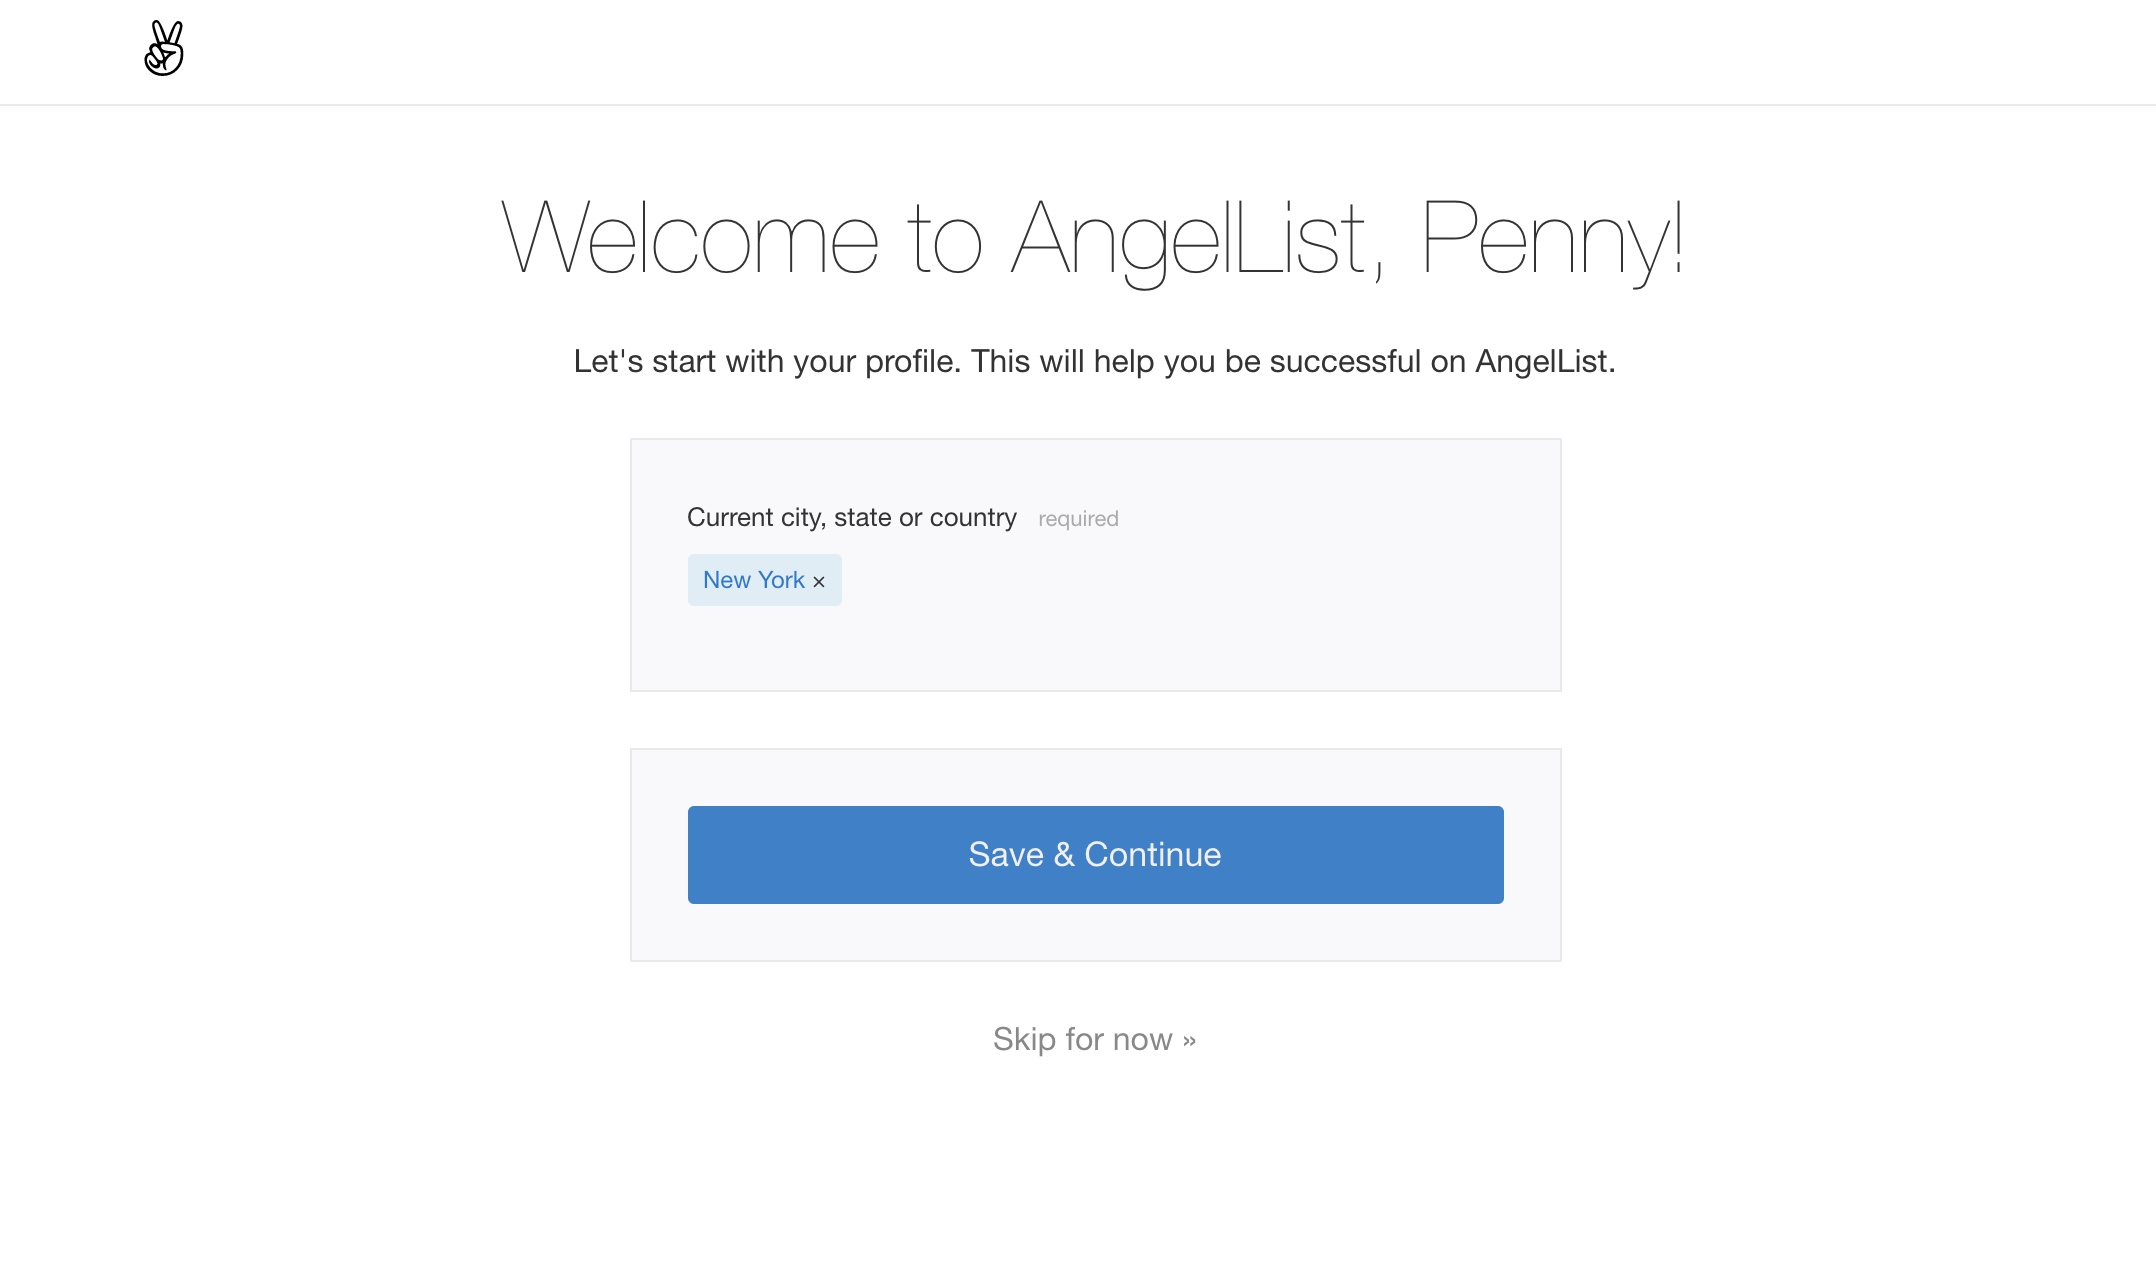 Welcome to AngelList, Penny!
Let's start with your profile. This will help you be successful on AngelList.
Current city, state or country required
New York ×
Save & Continue
Skip for now »